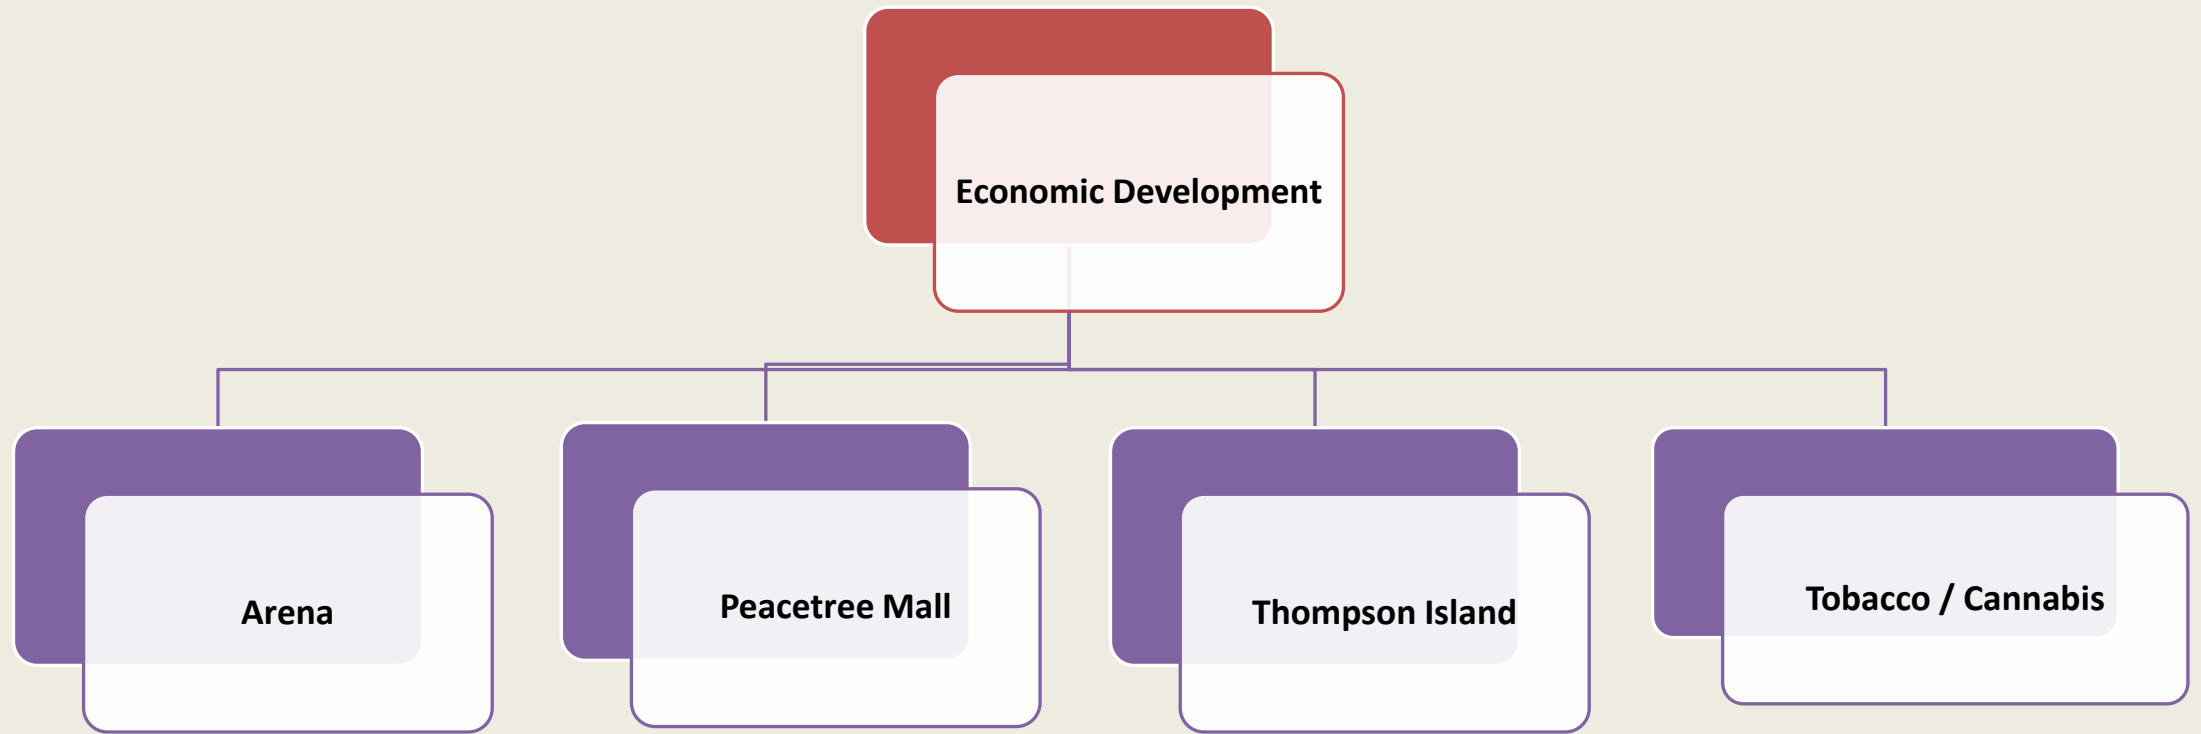 Economic Development
Arena
Peacetree Mall
Thompson Island
Tobacco / Cannabis